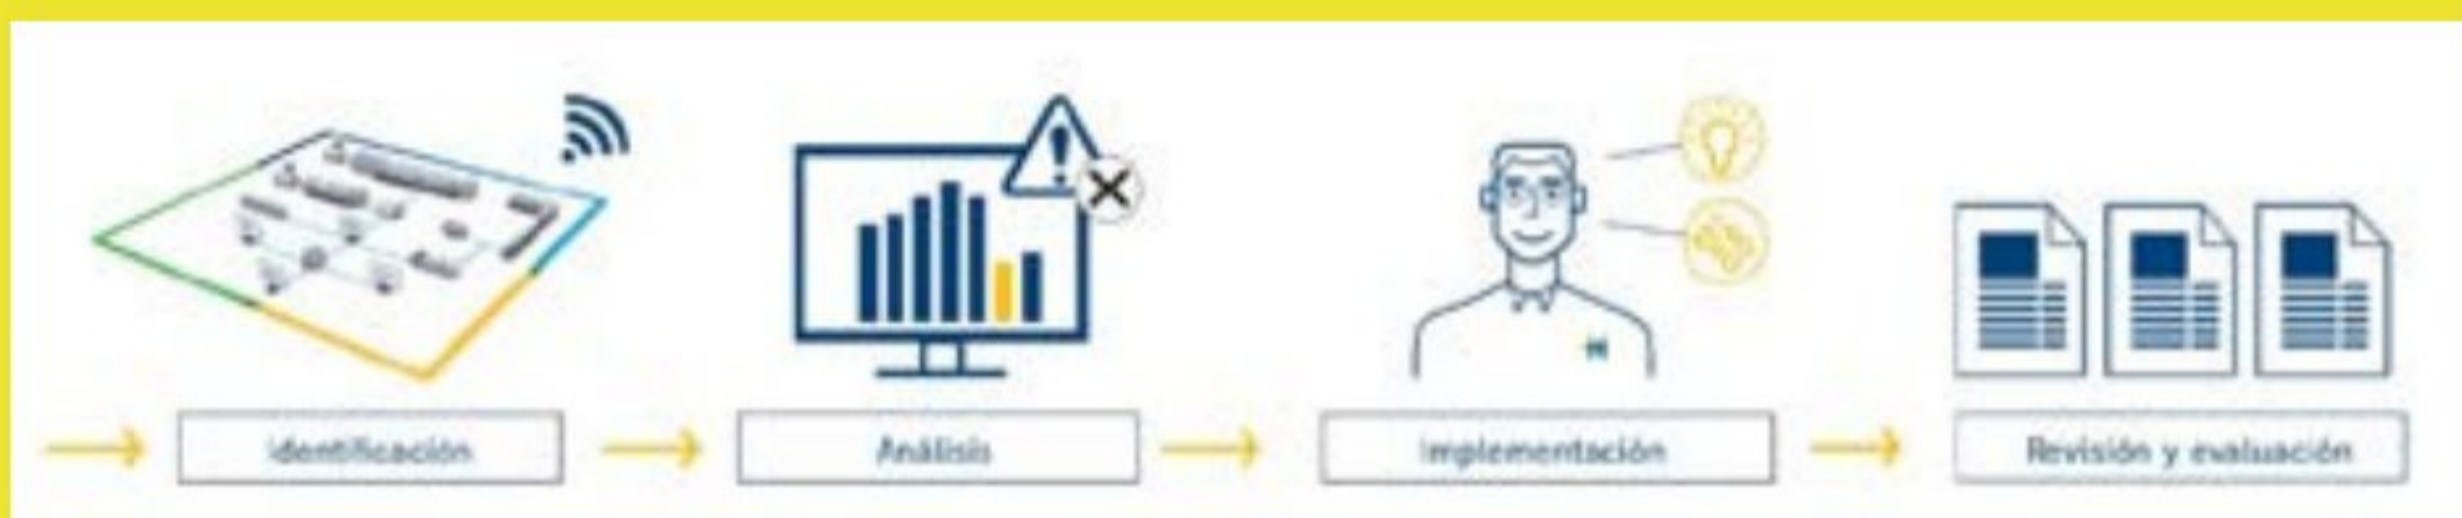 Identificación
Análisis
Implementación
Revisión y evaluación